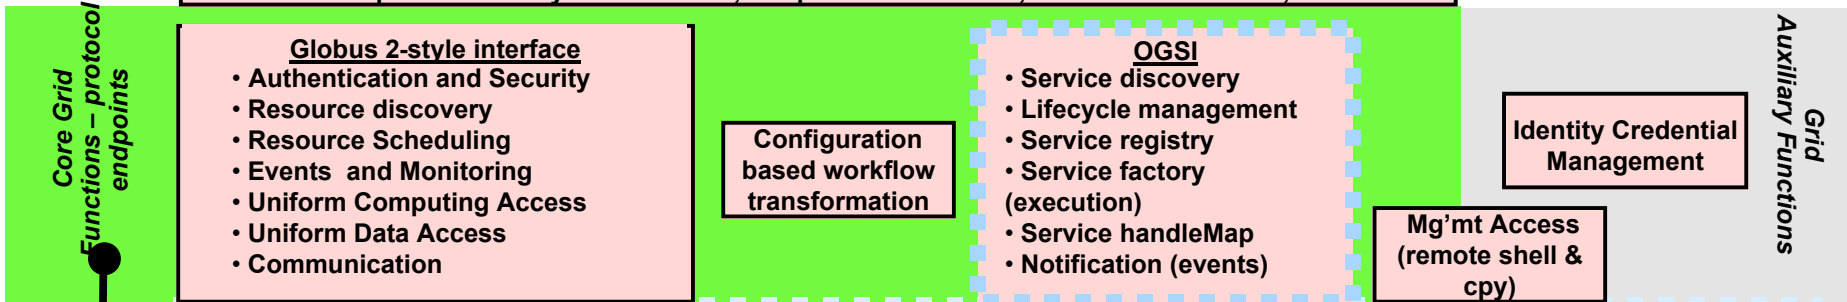 Core Grid
Functions – protocol
endpoints
Globus 2-style interface
• Authentication and Security
• Resource discovery
• Resource Scheduling
• Events and Monitoring
• Uniform Computing Access
• Uniform Data Access
• Communication
Configuration
based workflow
transformation
OGSI
• Service discovery
• Lifecycle management
• Service registry
• Service factory
(execution)
• Service handleMap
• Notification (events)
Mg'mt Access
(remote shell &
cpy)
Identity Credential
Management
Grid
Auxiliary Functions